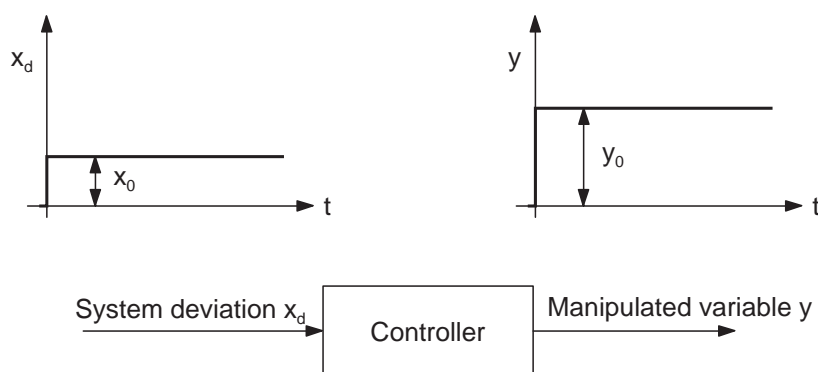 x_d
y
x_0
y_0
t
t
System deviation x_d
Controller
Manipulated variable y